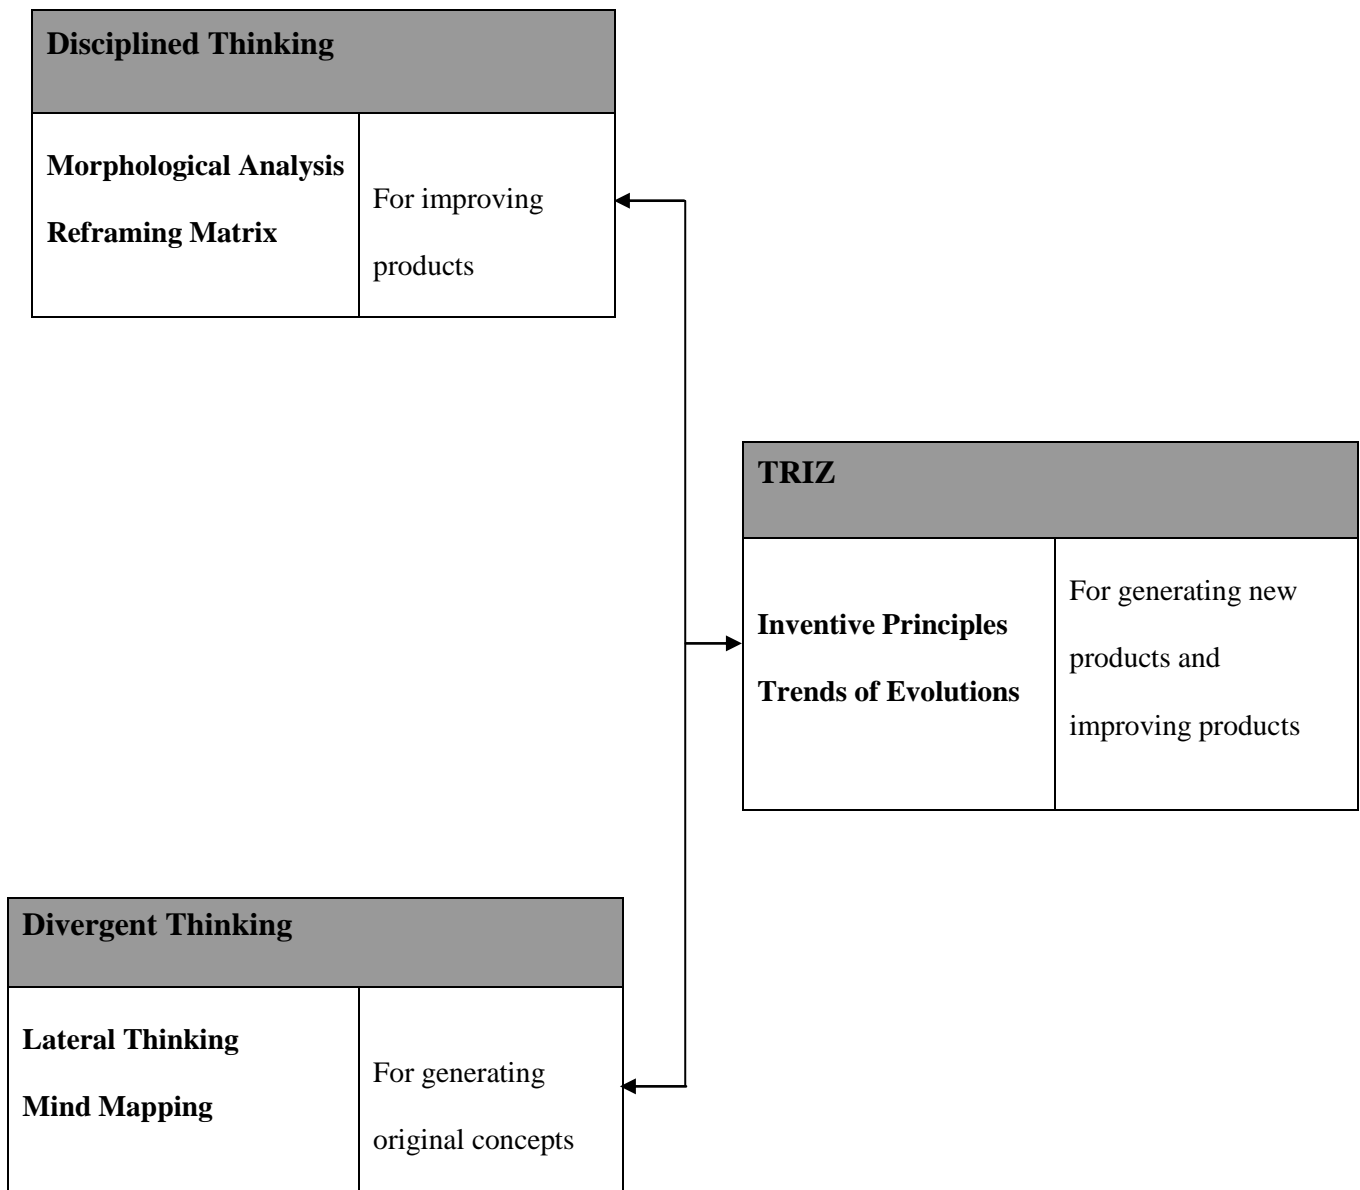 Disciplined Thinking
Morphological Analysis
Reframing Matrix
For improving
products
TRIZ
Inventive Principles
Trends of Evolutions
For generating new
products and
improving products
Divergent Thinking
Lateral Thinking
Mind Mapping
For generating
original concepts